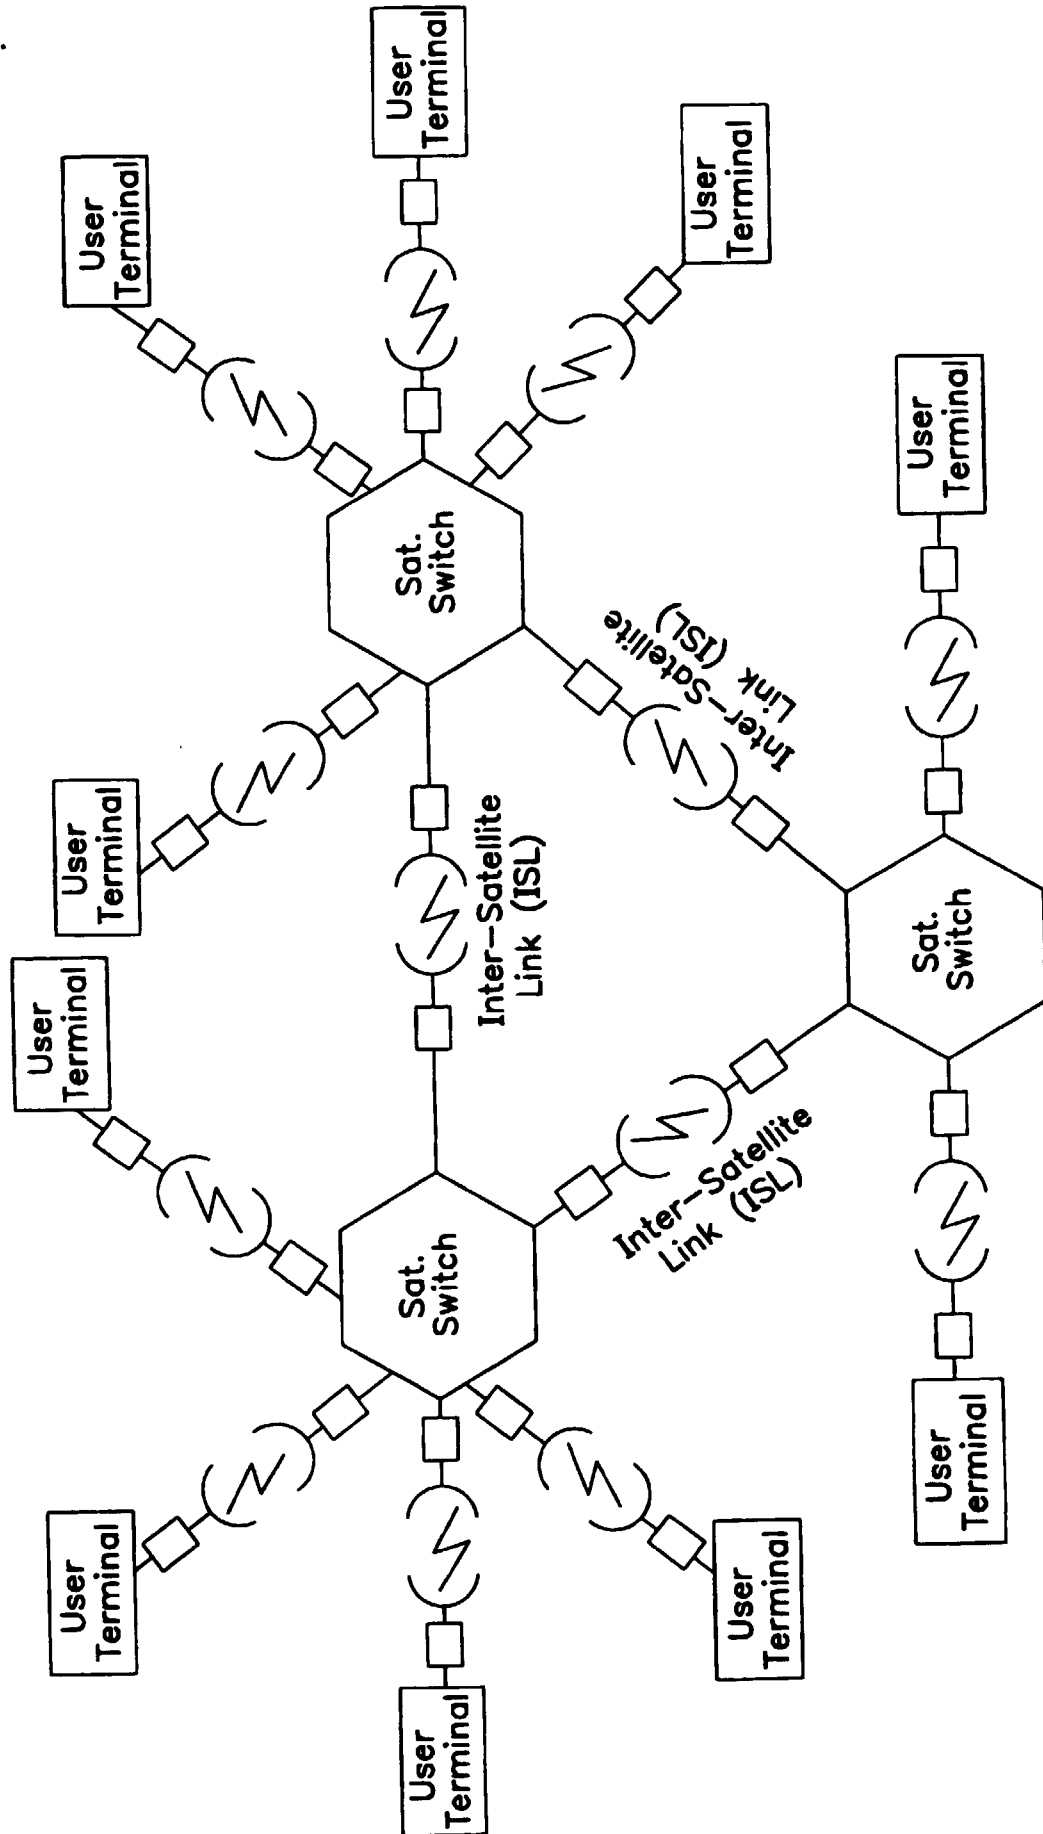 User
Terminal
User
Terminal
User
Terminal
User
Terminal
User
Terminal
User
Terminal
User
Terminal
User
Terminal
Sat.
Switch
Inter-Satellite
Link (ISL)
Sat.
Switch
Inter-Satellite
Link (ISL)
Inter-Satellite
Link (ISL)
User
Terminal
Sat.
Switch
User
Terminal